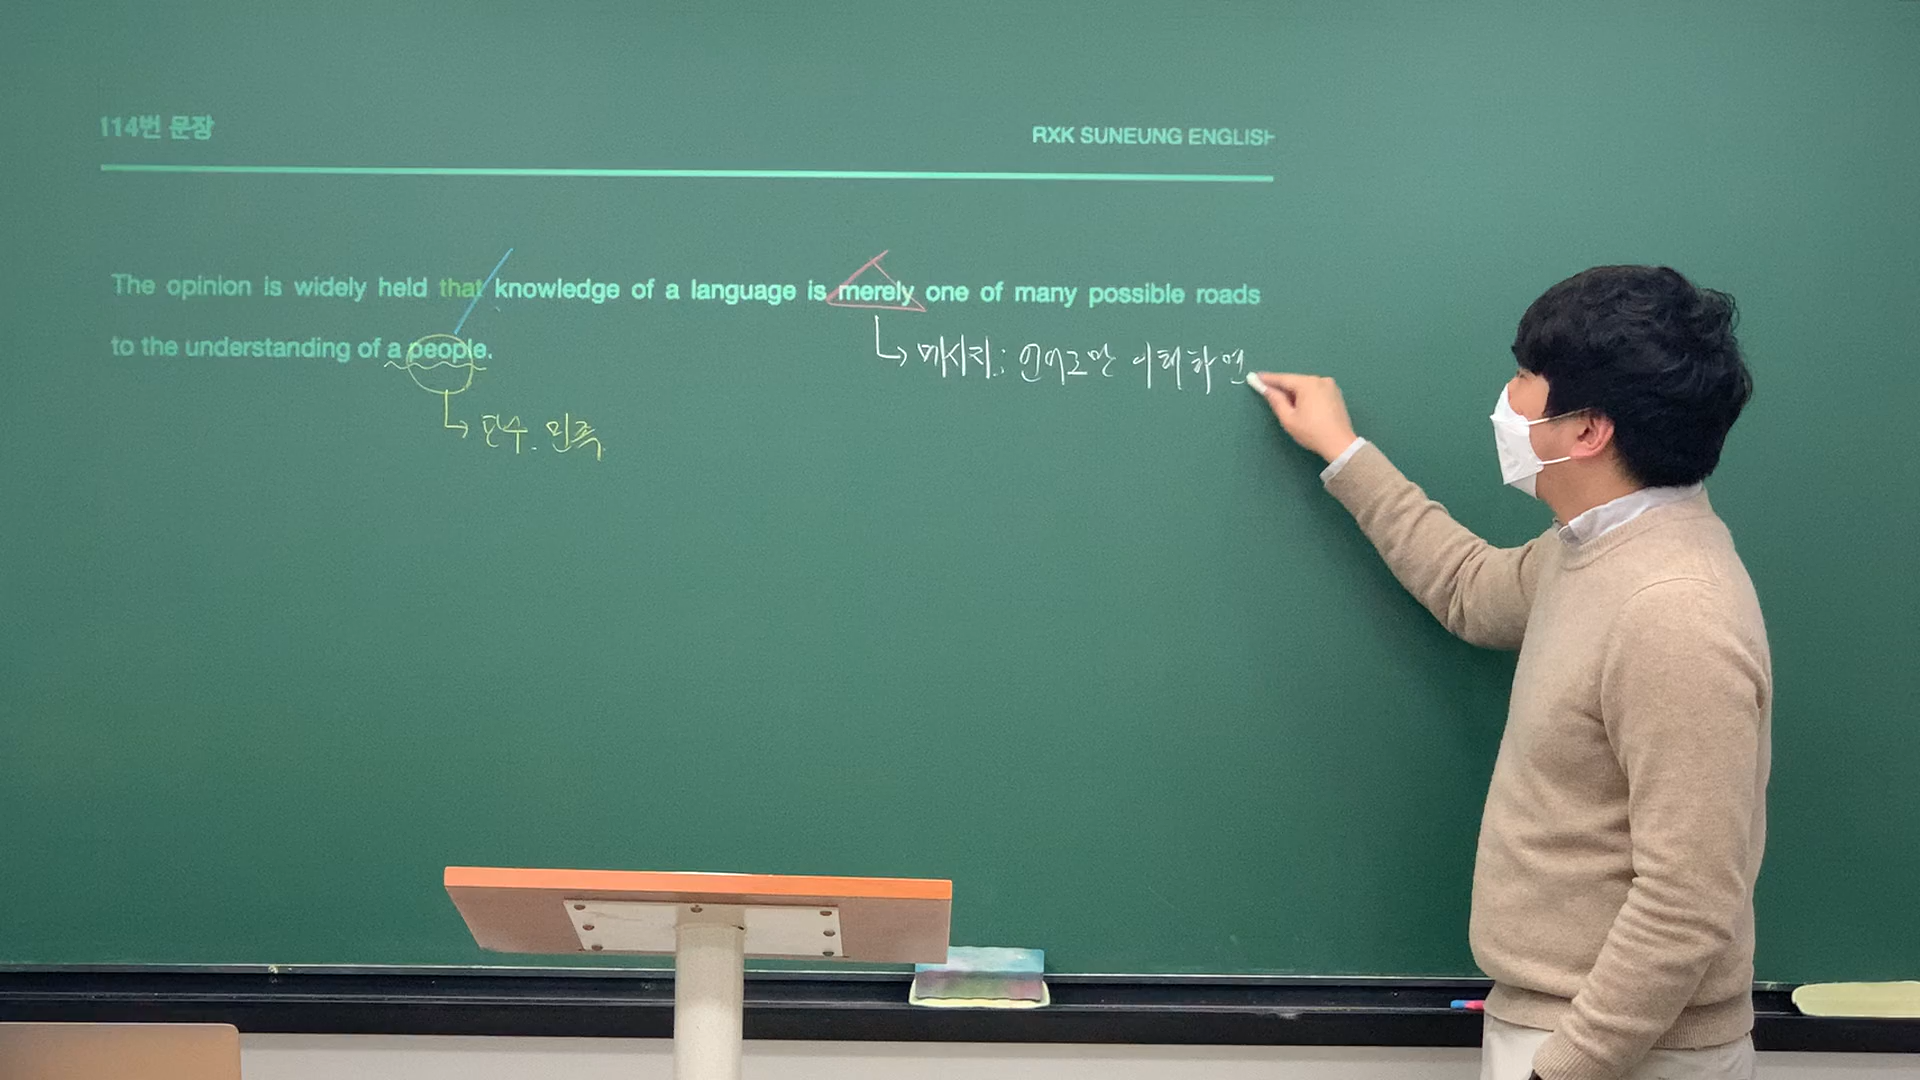 114번 문장
RXK SUNEUNG ENGLISH
The opinion is widely held that knowledge of a language is merely one of many possible roads
to the understanding of a people.
메시지: 언어로만 이해하면
단수. 민족.